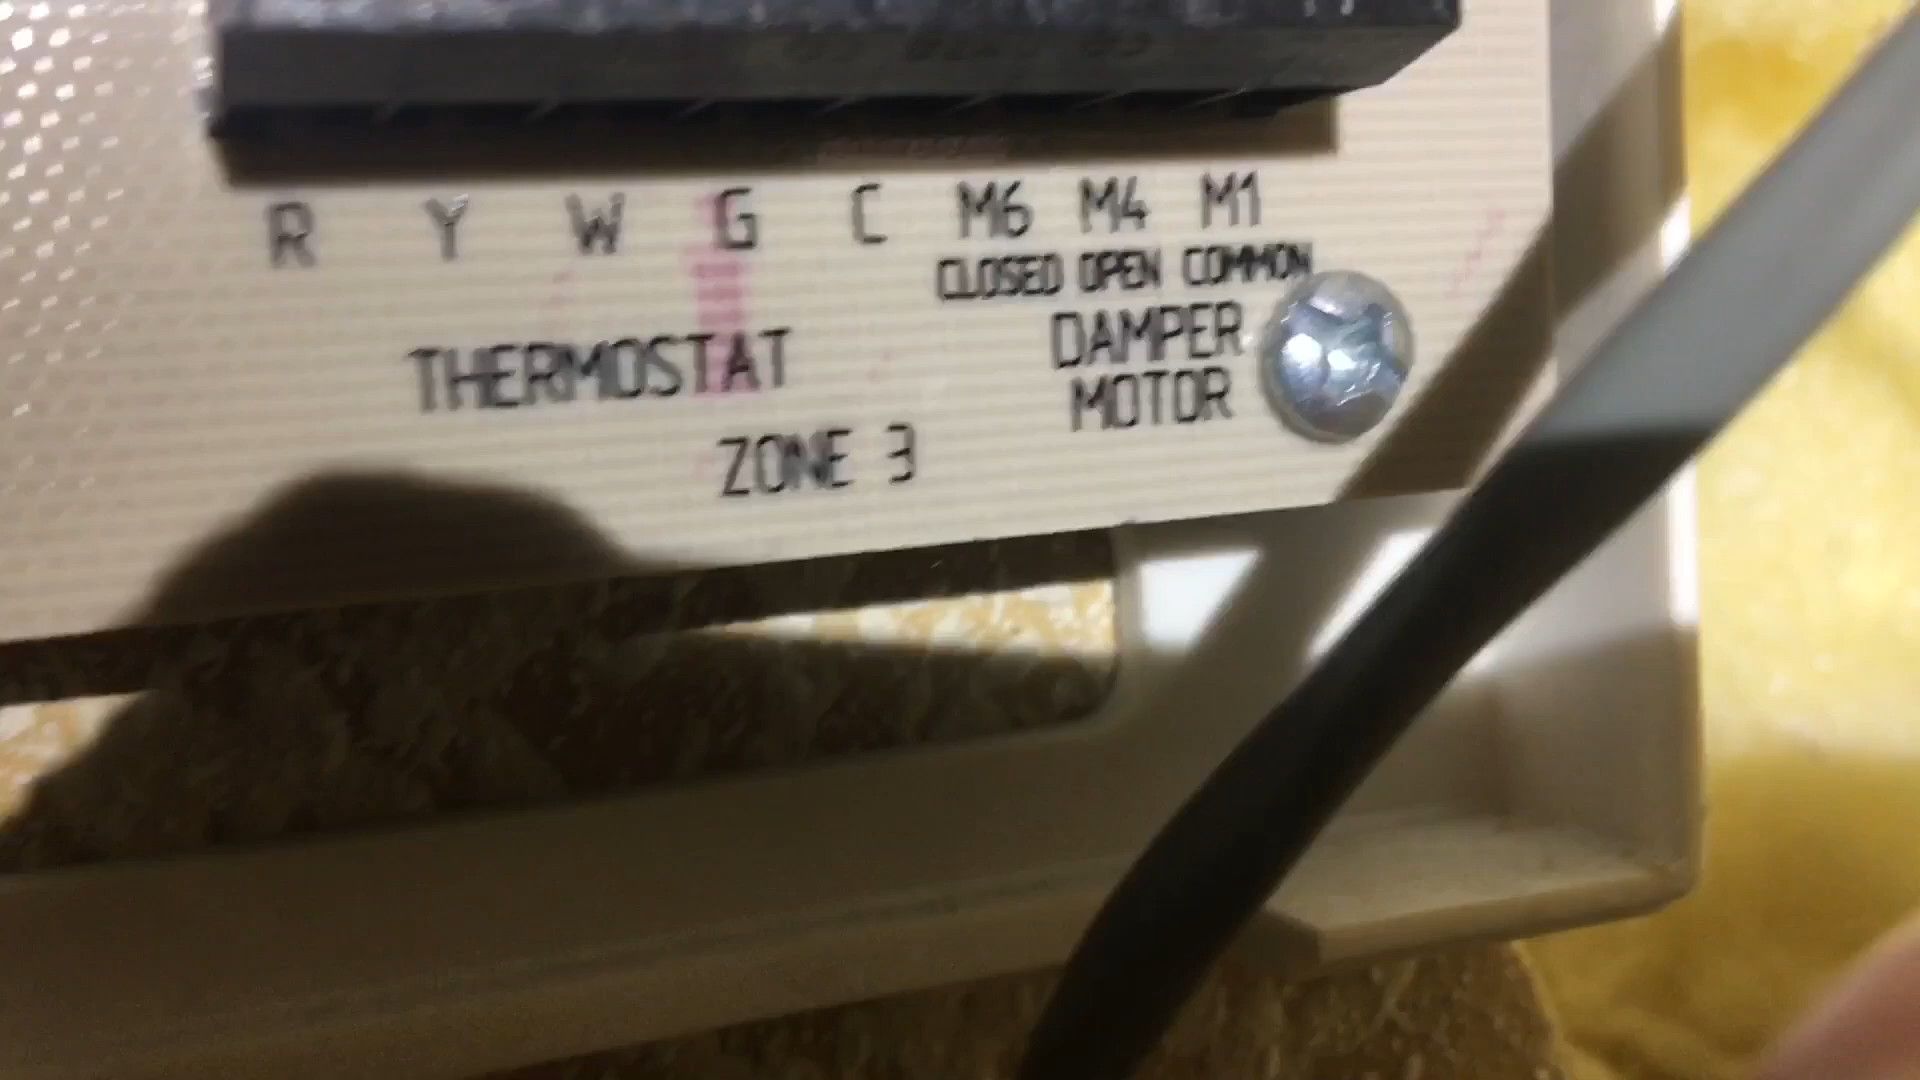 R Y W G C M6 M4 M1
CLOSED OPEN COMMON
THERMOSTAT
DAMPER
MOTOR
ZONE 3